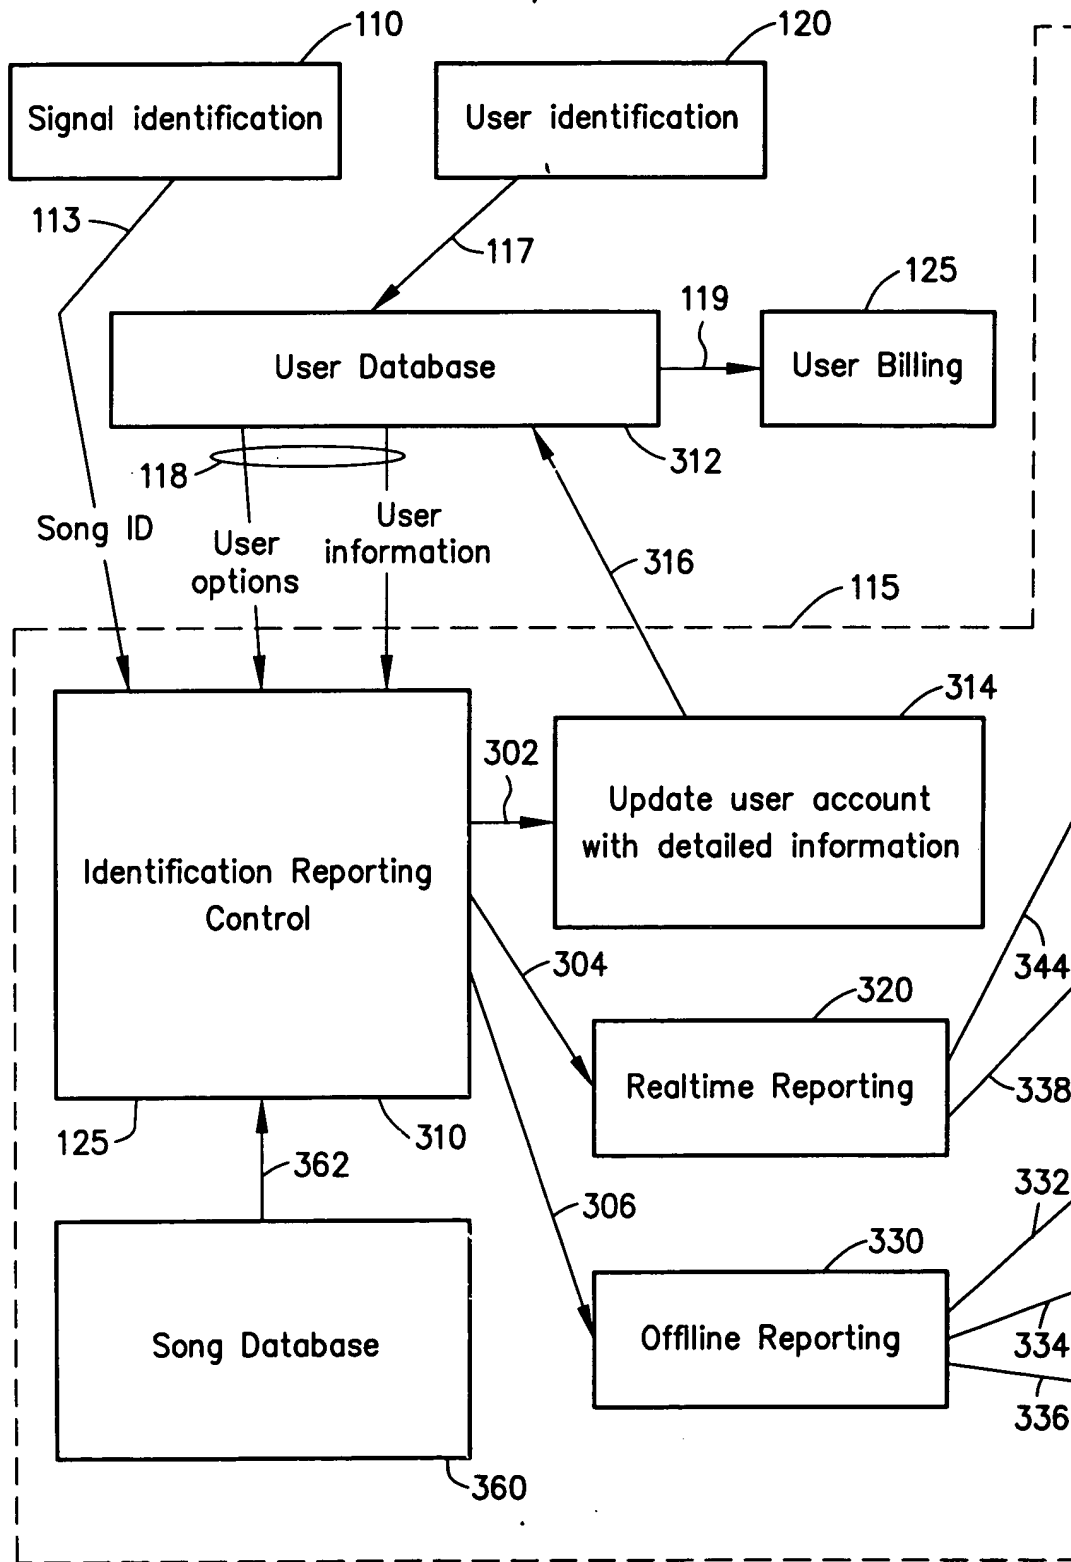 110
120
Signal identification
User identification
113
117
125
119
User Database
User Billing
118
312
Song ID
User
options
User
information
316
115
314
302
Update user account
with detailed information
Identification Reporting
Control
304
344
320
Realtime Reporting
338
125
310
362
332
306
330
Song Database
Offlline Reporting
334
336
360